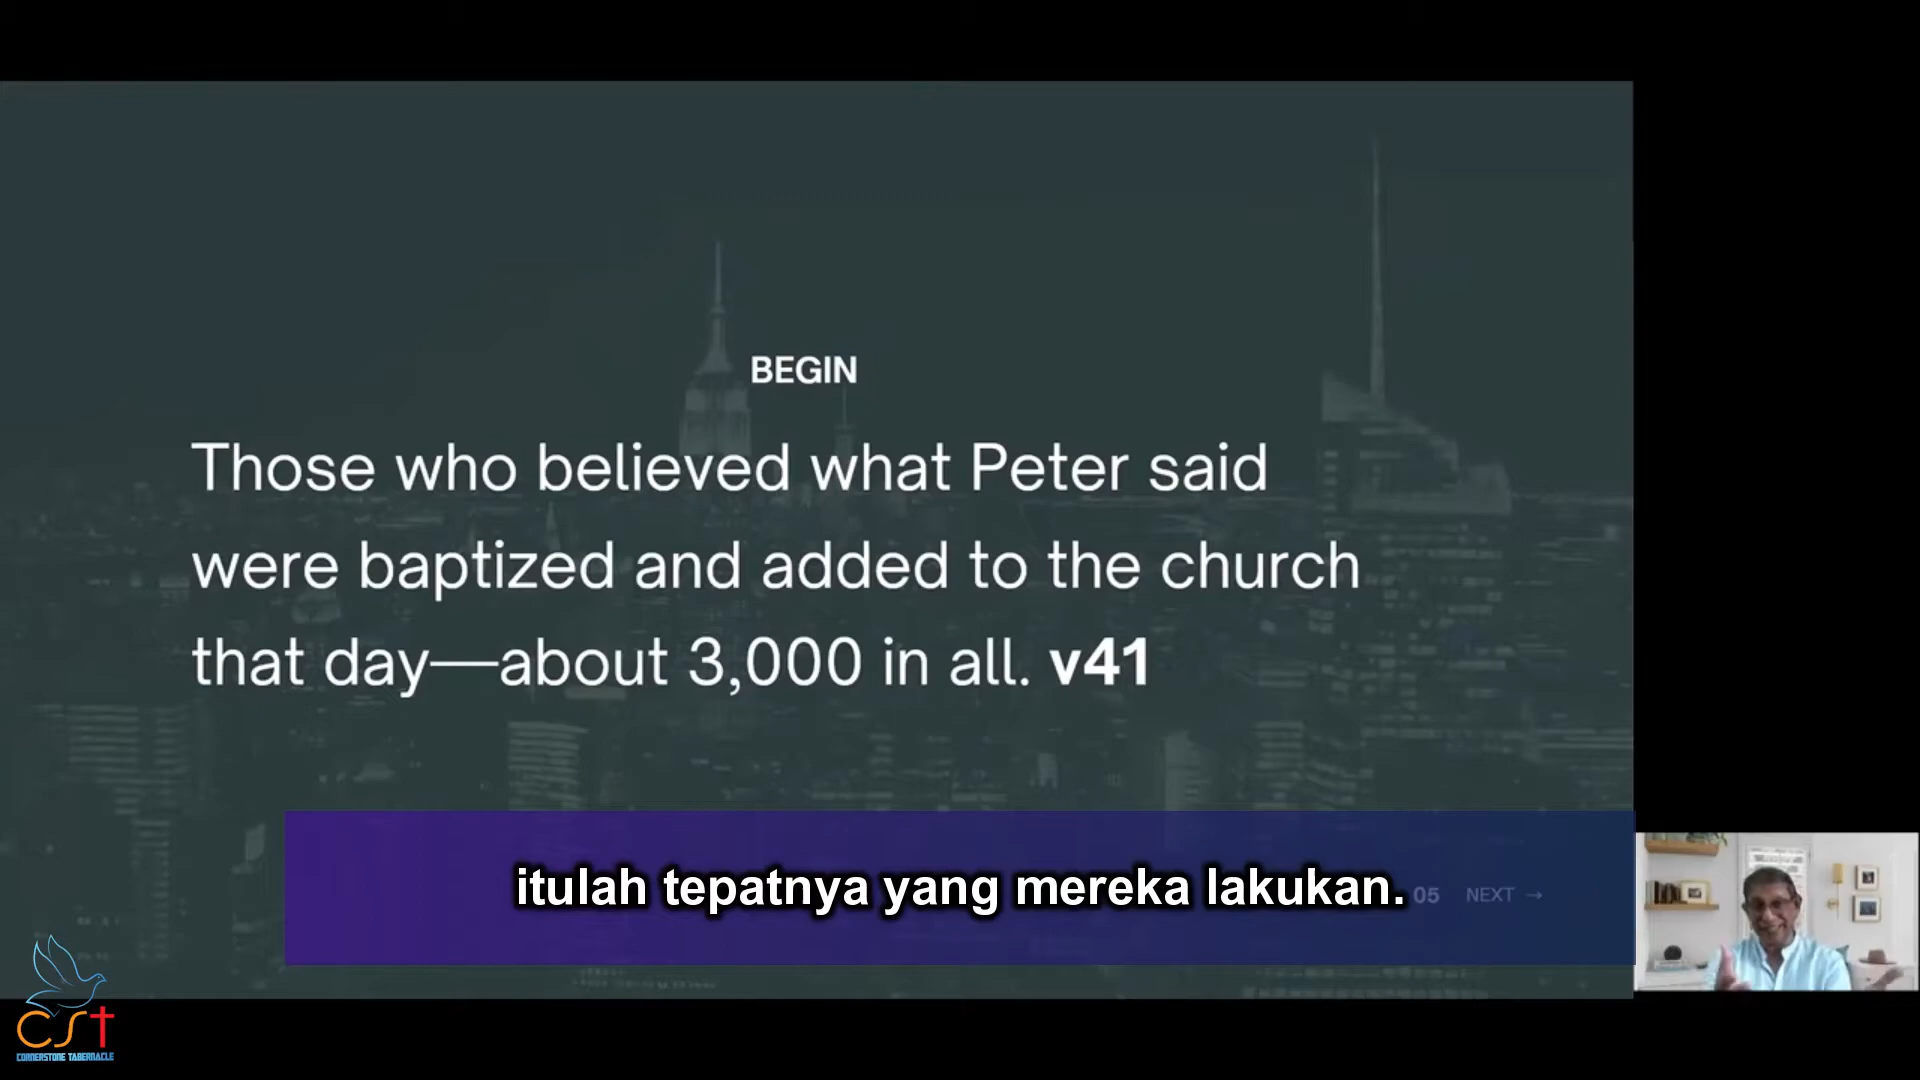 BEGIN
Those who believed what Peter said
were baptized and added to the church
that day—about 3,000 in all. v41
itulah tepatnya yang mereka lakukan.
05 NEXT →
CST
CORNERSTONE TABERNACLE